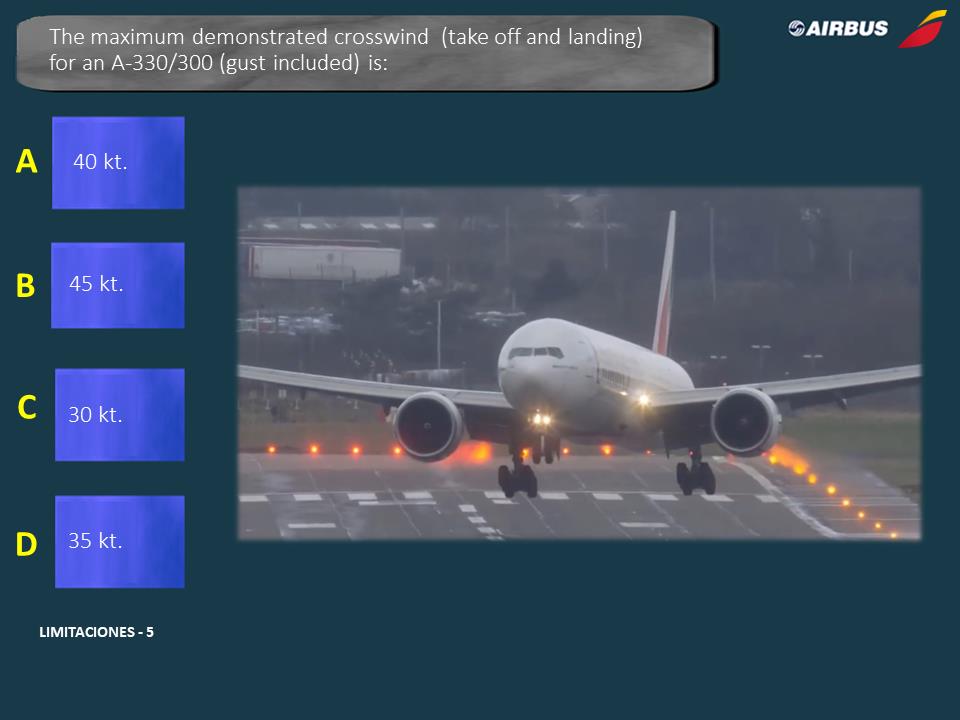 The maximum demonstrated crosswind (take off and landing)
for an A-330/300 (gust included) is:
AIRBUS
A
40 kt.
B
45 kt.
C
30 kt.
D
35 kt.
LIMITACIONES - 5